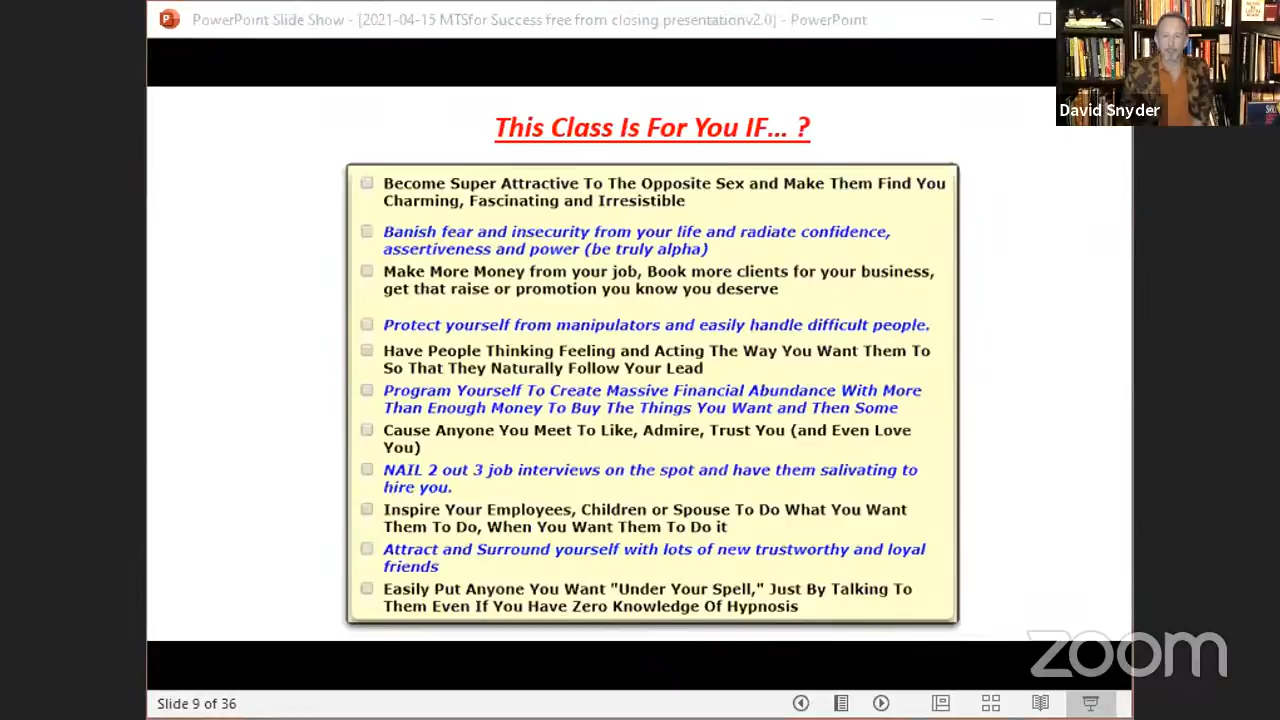 PowerPoint Slide Show - [2021-04-15 MTSfor Success free from closing presentationv2.0] - PowerPoint
David Snyder
This Class Is For You IF... ?
Become Super Attractive To The Opposite Sex and Make Them Find You
Charming, Fascinating and Irresistible
Banish fear and insecurity from your life and radiate confidence,
assertiveness and power (be truly alpha)
Make More Money from your job, Book more clients for your business,
get that raise or promotion you know you deserve
Protect yourself from manipulators and easily handle difficult people.
Have People Thinking Feeling and Acting The Way You Want Them To
So That They Naturally Follow Your Lead
Program Yourself To Create Massive Financial Abundance With More
Than Enough Money To Buy The Things You Want and Then Some
Cause Anyone You Meet To Like, Admire, Trust You (and Even Love
You)
NAIL 2 out 3 job interviews on the spot and have them salivating to
hire you.
Inspire Your Employees, Children or Spouse To Do What You Want
Them To Do, When You Want Them To Do it
Attract and Surround yourself with lots of new trustworthy and loyal
friends
Easily Put Anyone You Want "Under Your Spell," Just By Talking To
Them Even If You Have Zero Knowledge Of Hypnosis
zoom
Slide 9 of 36